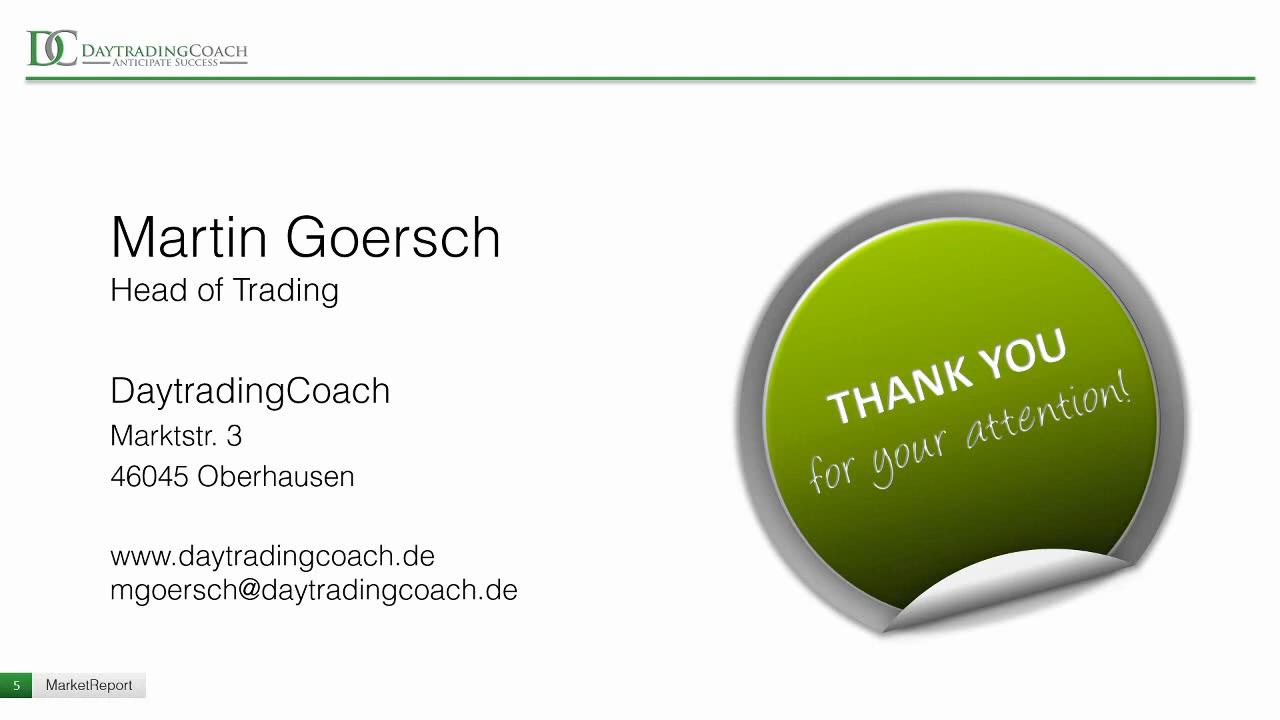 DC DAYTRADINGCOACH
ANTICIPATE SUCCESS
Martin Goersch
Head of Trading
DaytradingCoach
Marktstr. 3
46045 Oberhausen
www.daytradingcoach.de
mgoersch@daytradingcoach.de
THANK YOU
for your attention!
5 MarketReport